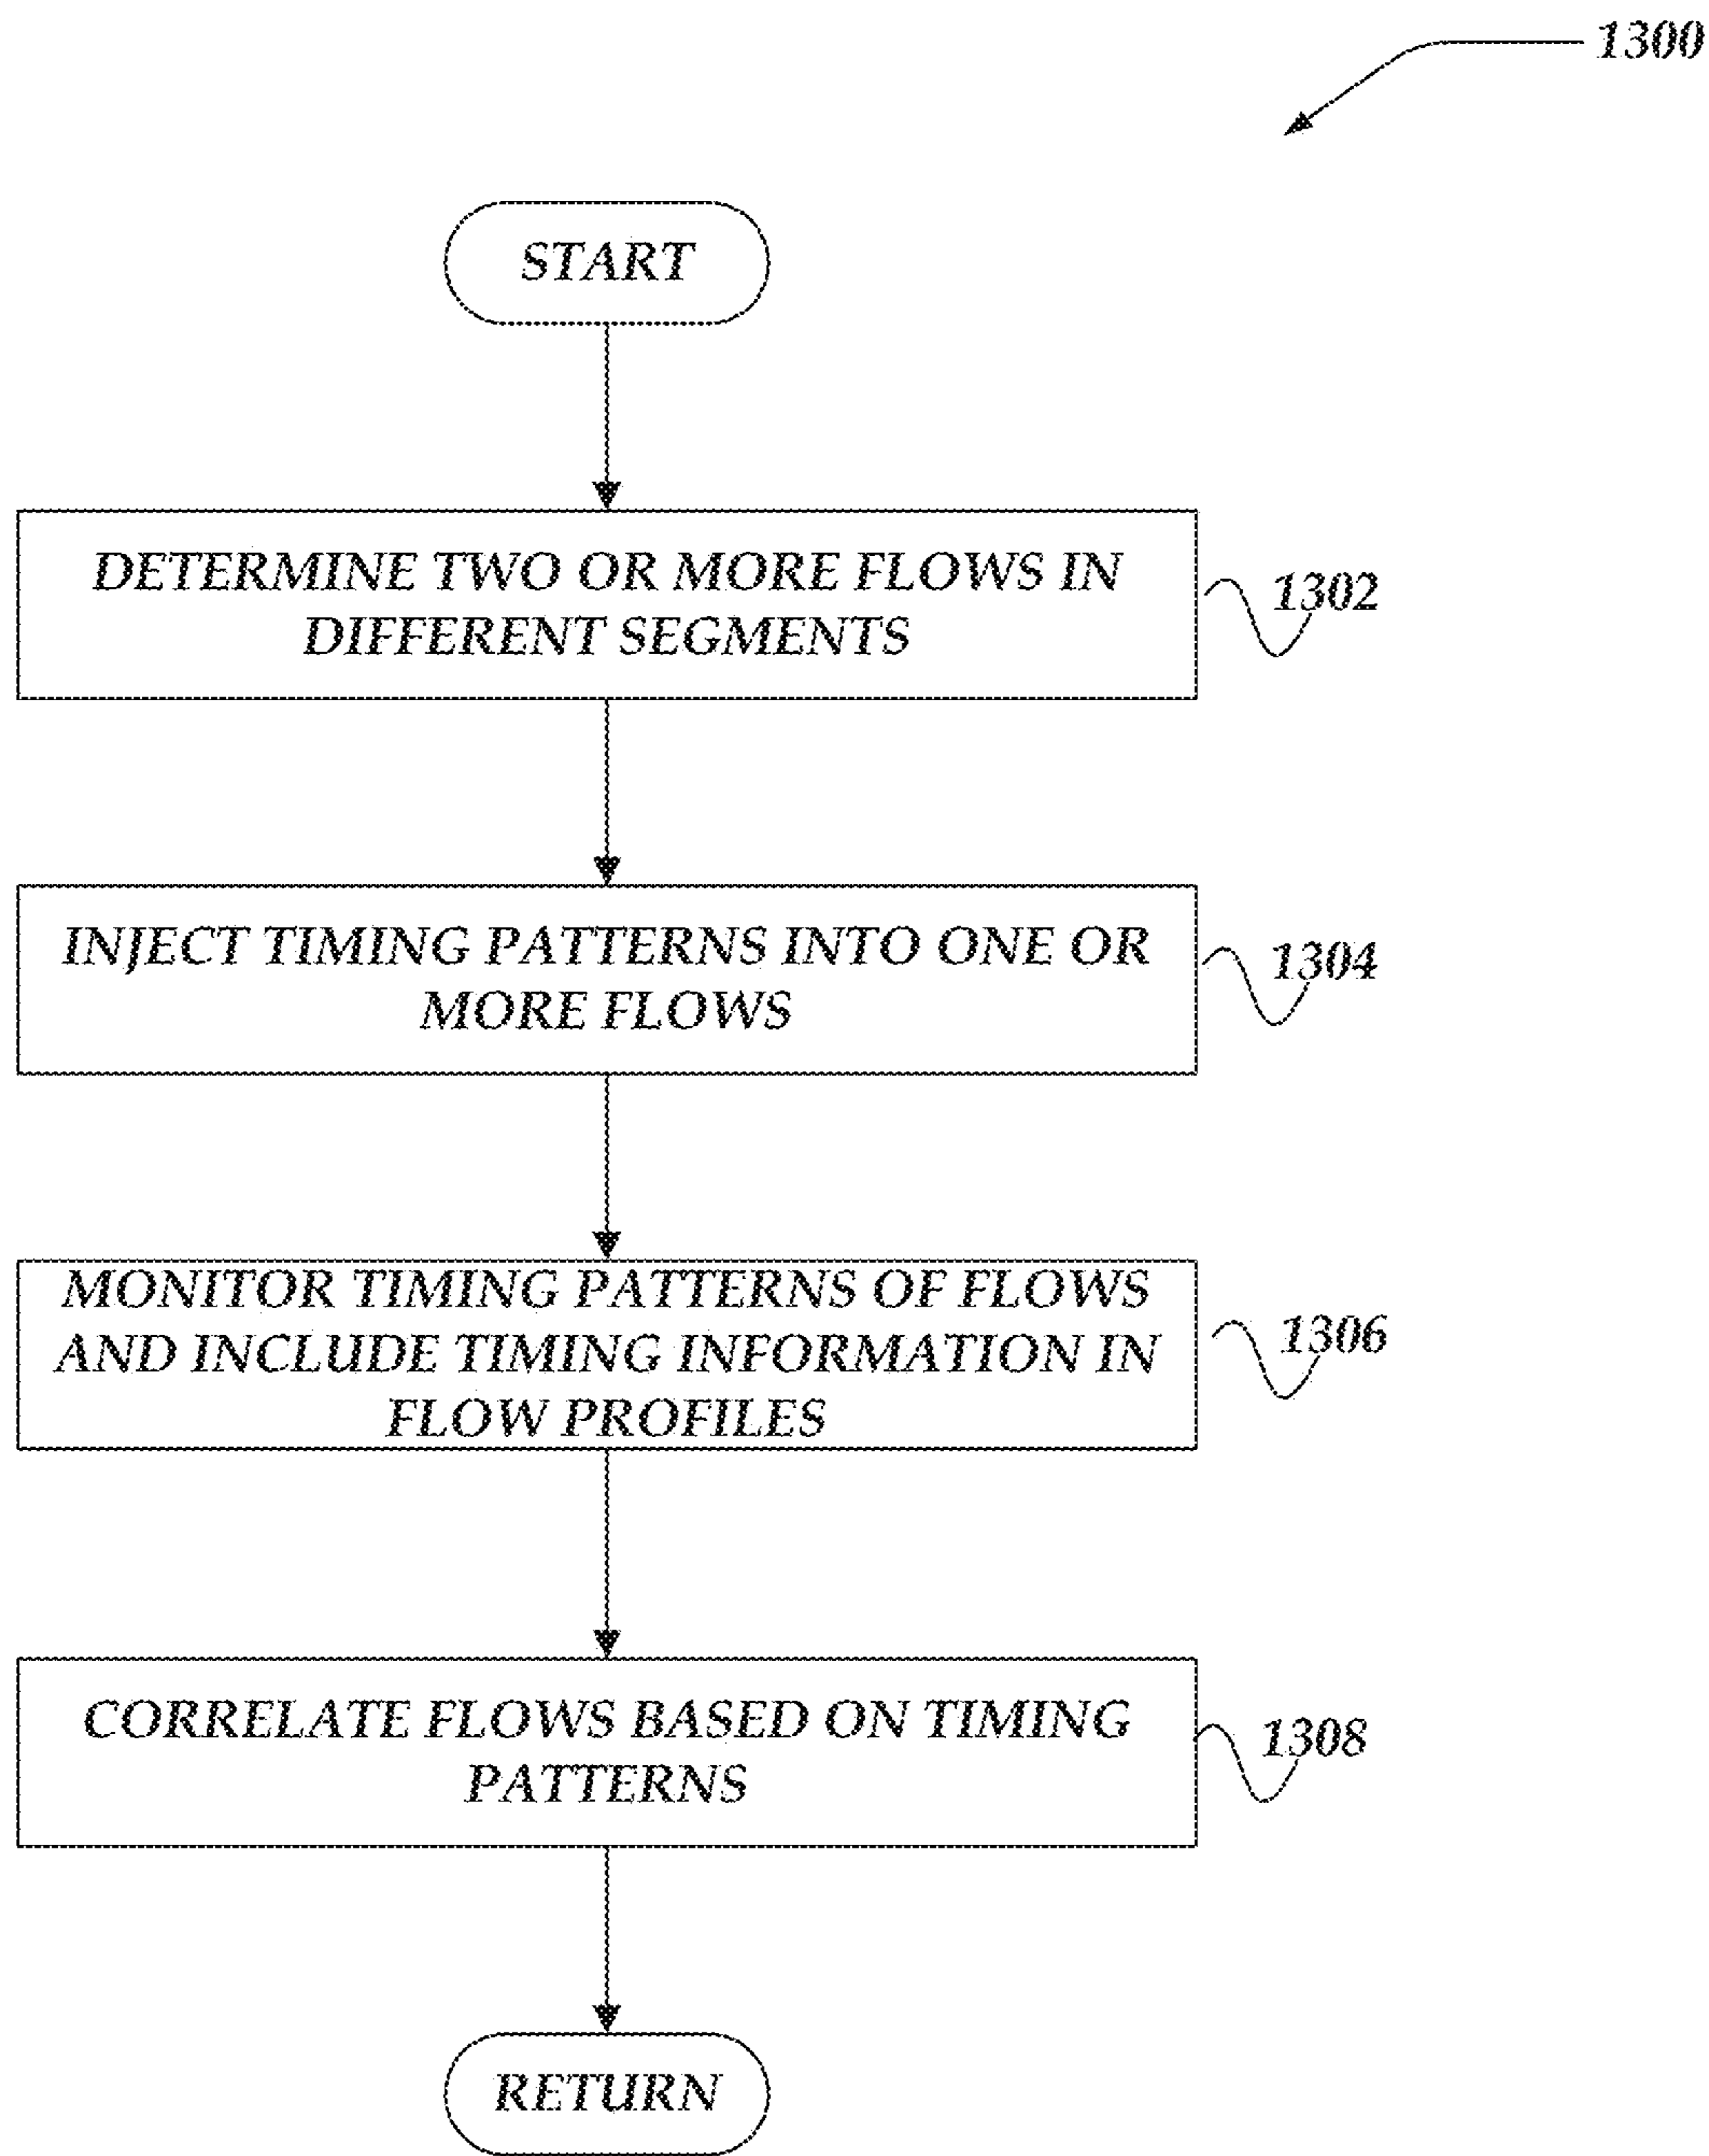 1300
START
DETERMINE TWO OR MORE FLOWS IN
DIFFERENT SEGMENTS
1302
INJECT TIMING PATTERNS INTO ONE OR
MORE FLOWS
1304
MONITOR TIMING PATTERNS OF FLOWS
AND INCLUDE TIMING INFORMATION IN
FLOW PROFILES
1306
CORRELATE FLOWS BASED ON TIMING
PATTERNS
1308
RETURN